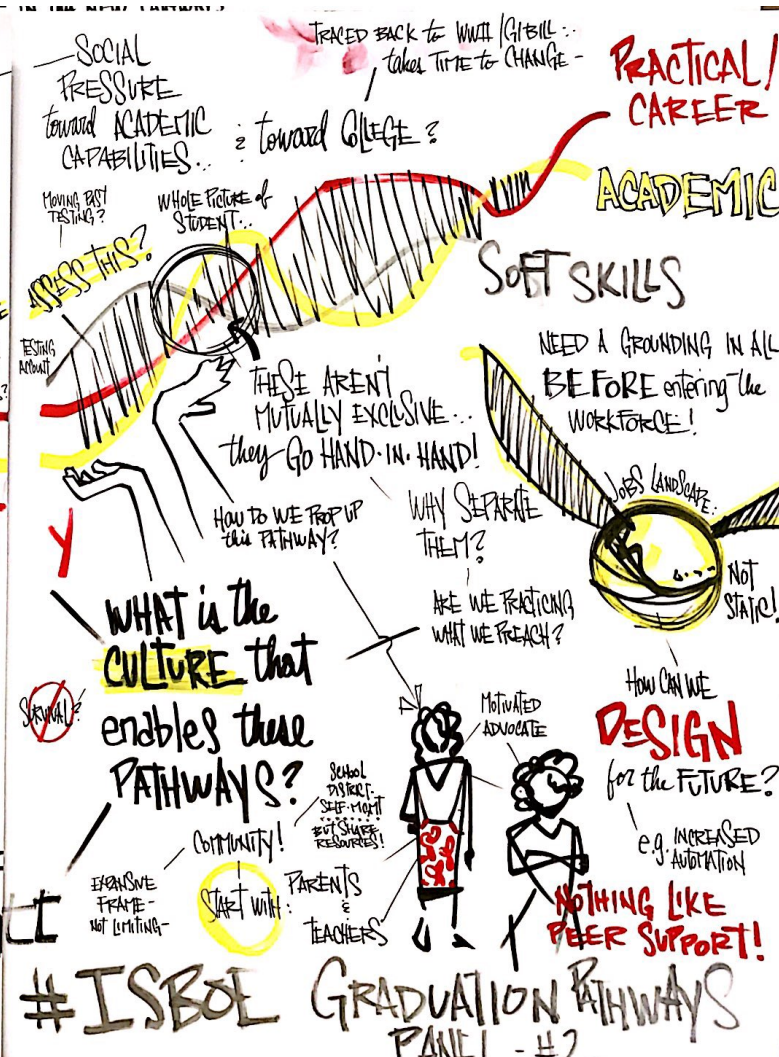 SOCIAL
PRESSURE
toward ACADEMIC
CAPABILITIES...
& toward COLLEGE?
TRACED BACK to WWII/GI BILL...
takes TIME to CHANGE-
PRACTICAL/
CAREER
ACADEMIC
SOFT SKILLS
MOVING PAST
TESTING?
WHOLE PICTURE of
STUDENT...
ASSESS THIS?
TESTING
ACCOUNT
THESE AREN'T
MUTUALLY EXCLUSIVE...
they GO HAND-IN-HAND!
NEED A GROUNDING IN ALL
BEFORE entering the
WORKFORCE!
JOBS LANDSCAPE:
NOT
STATIC!
HOW DO WE PROP UP
this PATHWAY?
WHY SEPARATE
THEM?
ARE WE PRACTICING
WHAT WE PREACH?
Y
WHAT is the
CULTURE that
enables these
PATHWAYS?
SURVIVAL?
MOTIVATED
ADVOCATE
HOW CAN WE
DESIGN
for the FUTURE?
e.g. INCREASED
AUTOMATION
SCHOOL
DISTRICT:
SELF-MGMT
BUT SHARE
RESOURCES!
COMMUNITY!
EXPANSIVE
FRAME-
NOT LIMITING-
START WITH:
PARENTS
&
TEACHERS
NOTHING LIKE
PEER SUPPORT!
#ISBOE GRADUATION PATHWAYS
PANEL - #2